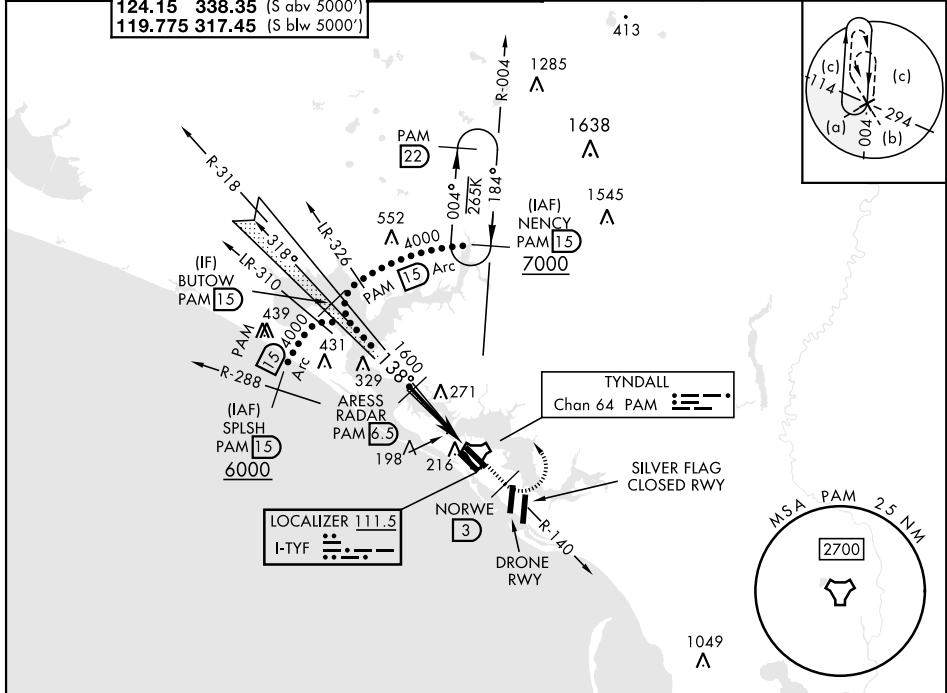 124.15 338.35 (S abv 5000')
119.775 317.45 (S blw 5000')
413
1285
R-004
PAM
22
1638
004°
265K
184°
1545
(IAF)
NENCY
PAM 15
7000
552
4000
PAM 15 Arc
R-318
LR-326
318°
LR-310
(IF)
BUTOW
PAM 15
439
PAM 15 Arc
4000
431
329
R-288
(IAF)
SPLSH
PAM 15
6000
1600
138°
271
ARESS
RADAR
PAM 6.5
198
216
TYNDALL
Chan 64 PAM
SILVER FLAG
CLOSED RWY
NORWE
3
R-140
DRONE
RWY
LOCALIZER 111.5
I-TYF
1049
MSA PAM 25 NM
2700
(c)
(c)
114
294
(a)
004
(b)